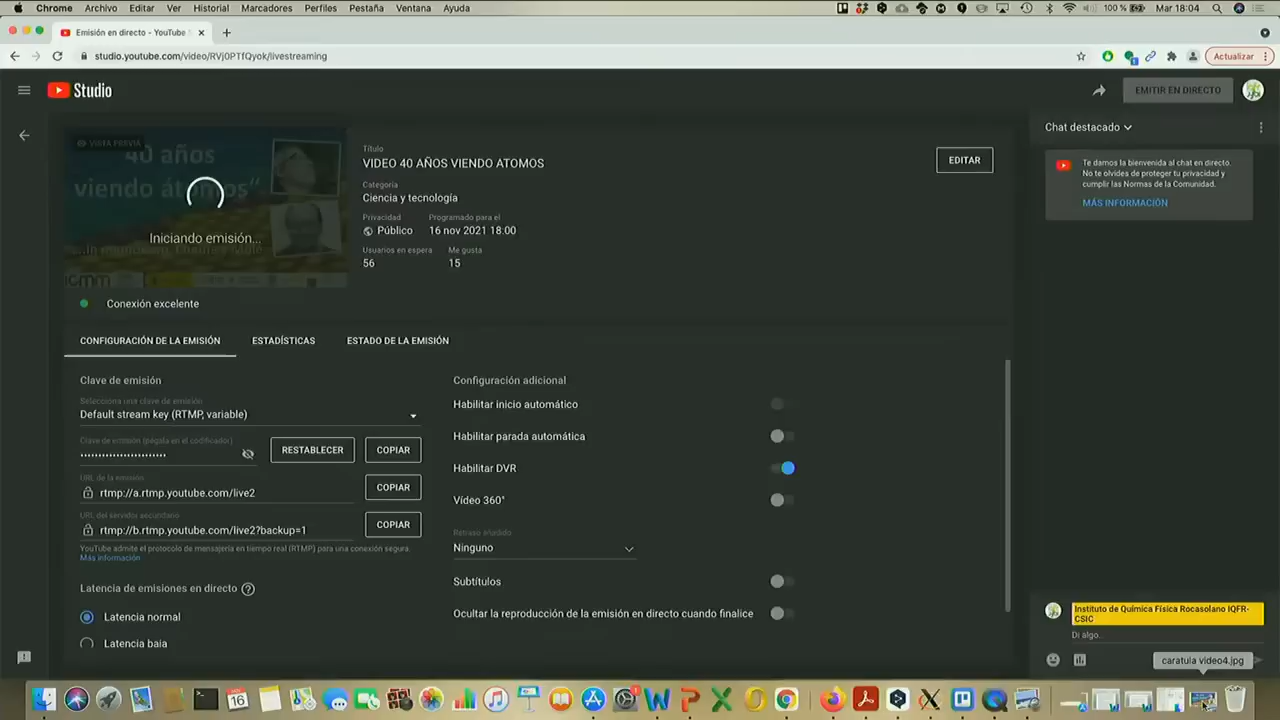 Chrome Archivo Editar Ver Historial Marcadores Perfiles Pestaña Ventana Ayuda
100 % Mar 18:04
Emisión en directo - YouTube
studio.youtube.com/video/RVj0PTfQyok/livestreaming
Actualizar
Studio
EMITIR EN DIRECTO
Chat destacado
VISTA PREVIA
40 años
viendo átomos"
Iniciando emisión...
icmm
Título
VIDEO 40 AÑOS VIENDO ATOMOS
EDITAR
Categoría
Ciencia y tecnología
Privacidad Programado para el
Público 16 nov 2021 18.00
Usuarios en espera Me gusta
56 15
Te damos la bienvenida al chat en directo.
No te olvides de proteger tu privacidad y
cumplir las Normas de la Comunidad.
MÁS INFORMACIÓN
Conexión excelente
CONFIGURACIÓN DE LA EMISIÓN ESTADÍSTICAS ESTADO DE LA EMISIÓN
Clave de emisión
Selecciona una clave de emisión
Default stream key (RTMP, variable)
Clave de emisión (pégala en el codificador)
RESTABLECER COPIAR
URL de la emisión
rtmp://a.rtmp.youtube.com/live2
COPIAR
URL del servidor secundario
rtmp://b.rtmp.youtube.com/live2?backup=1
COPIAR
YouTube admite el protocolo de mensajería en tiempo real (RTMP) para una conexión segura.
Más información
Latencia de emisiones en directo
Latencia normal
Latencia baja
Configuración adicional
Habilitar inicio automático
Habilitar parada automática
Habilitar DVR
Vídeo 360°
Retraso añadido
Ninguno
Subtítulos
Ocultar la reproducción de la emisión en directo cuando finalice
Instituto de Química Física Rocasolano IQFR-
CSIC
Di algo...
caratula video4.jpg
16